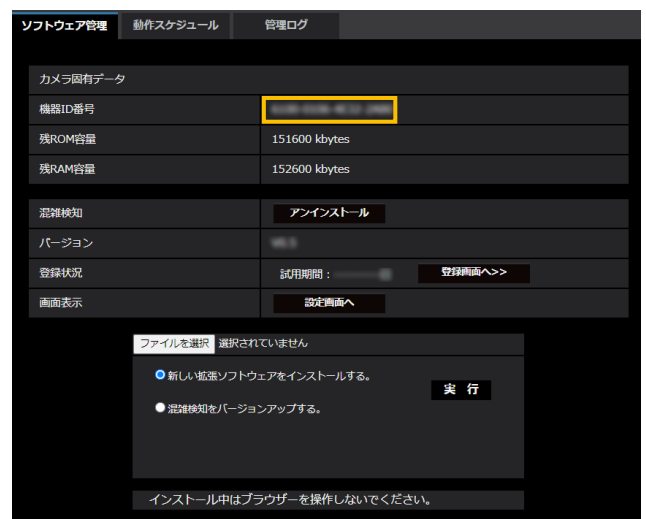 ソフトウェア管理 動作スケジュール 管理ログ
カメラ固有データ
機器ID番号
残ROM容量 151600 kbytes
残RAM容量 152600 kbytes
混雑検知 アンインストール
バージョン
登録状況 試用期間： 登録画面へ>>
画面表示 設定画面へ
ファイルを選択 選択されていません
新しい拡張ソフトウェアをインストールする。
実 行
混雑検知をバージョンアップする。
インストール中はブラウザーを操作しないでください。